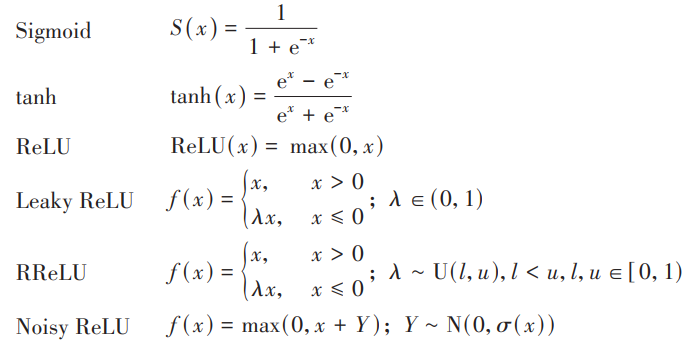 Sigmoid S(x) = 1 / (1 + e^{-x})
tanh tanh(x) = (e^x − e^{-x}) / (e^x + e^{-x})
ReLU ReLU(x) = max(0, x)
Leaky ReLU f(x) = { x, x > 0; λx, x ⩽ 0 ; λ ∈ (0, 1)
RReLU f(x) = { x, x > 0; λx, x ⩽ 0 ; λ ~ U(l, u), l < u, l, u ∈ [0, 1)
Noisy ReLU f(x) = max(0, x + Y); Y ~ N(0, σ(x))